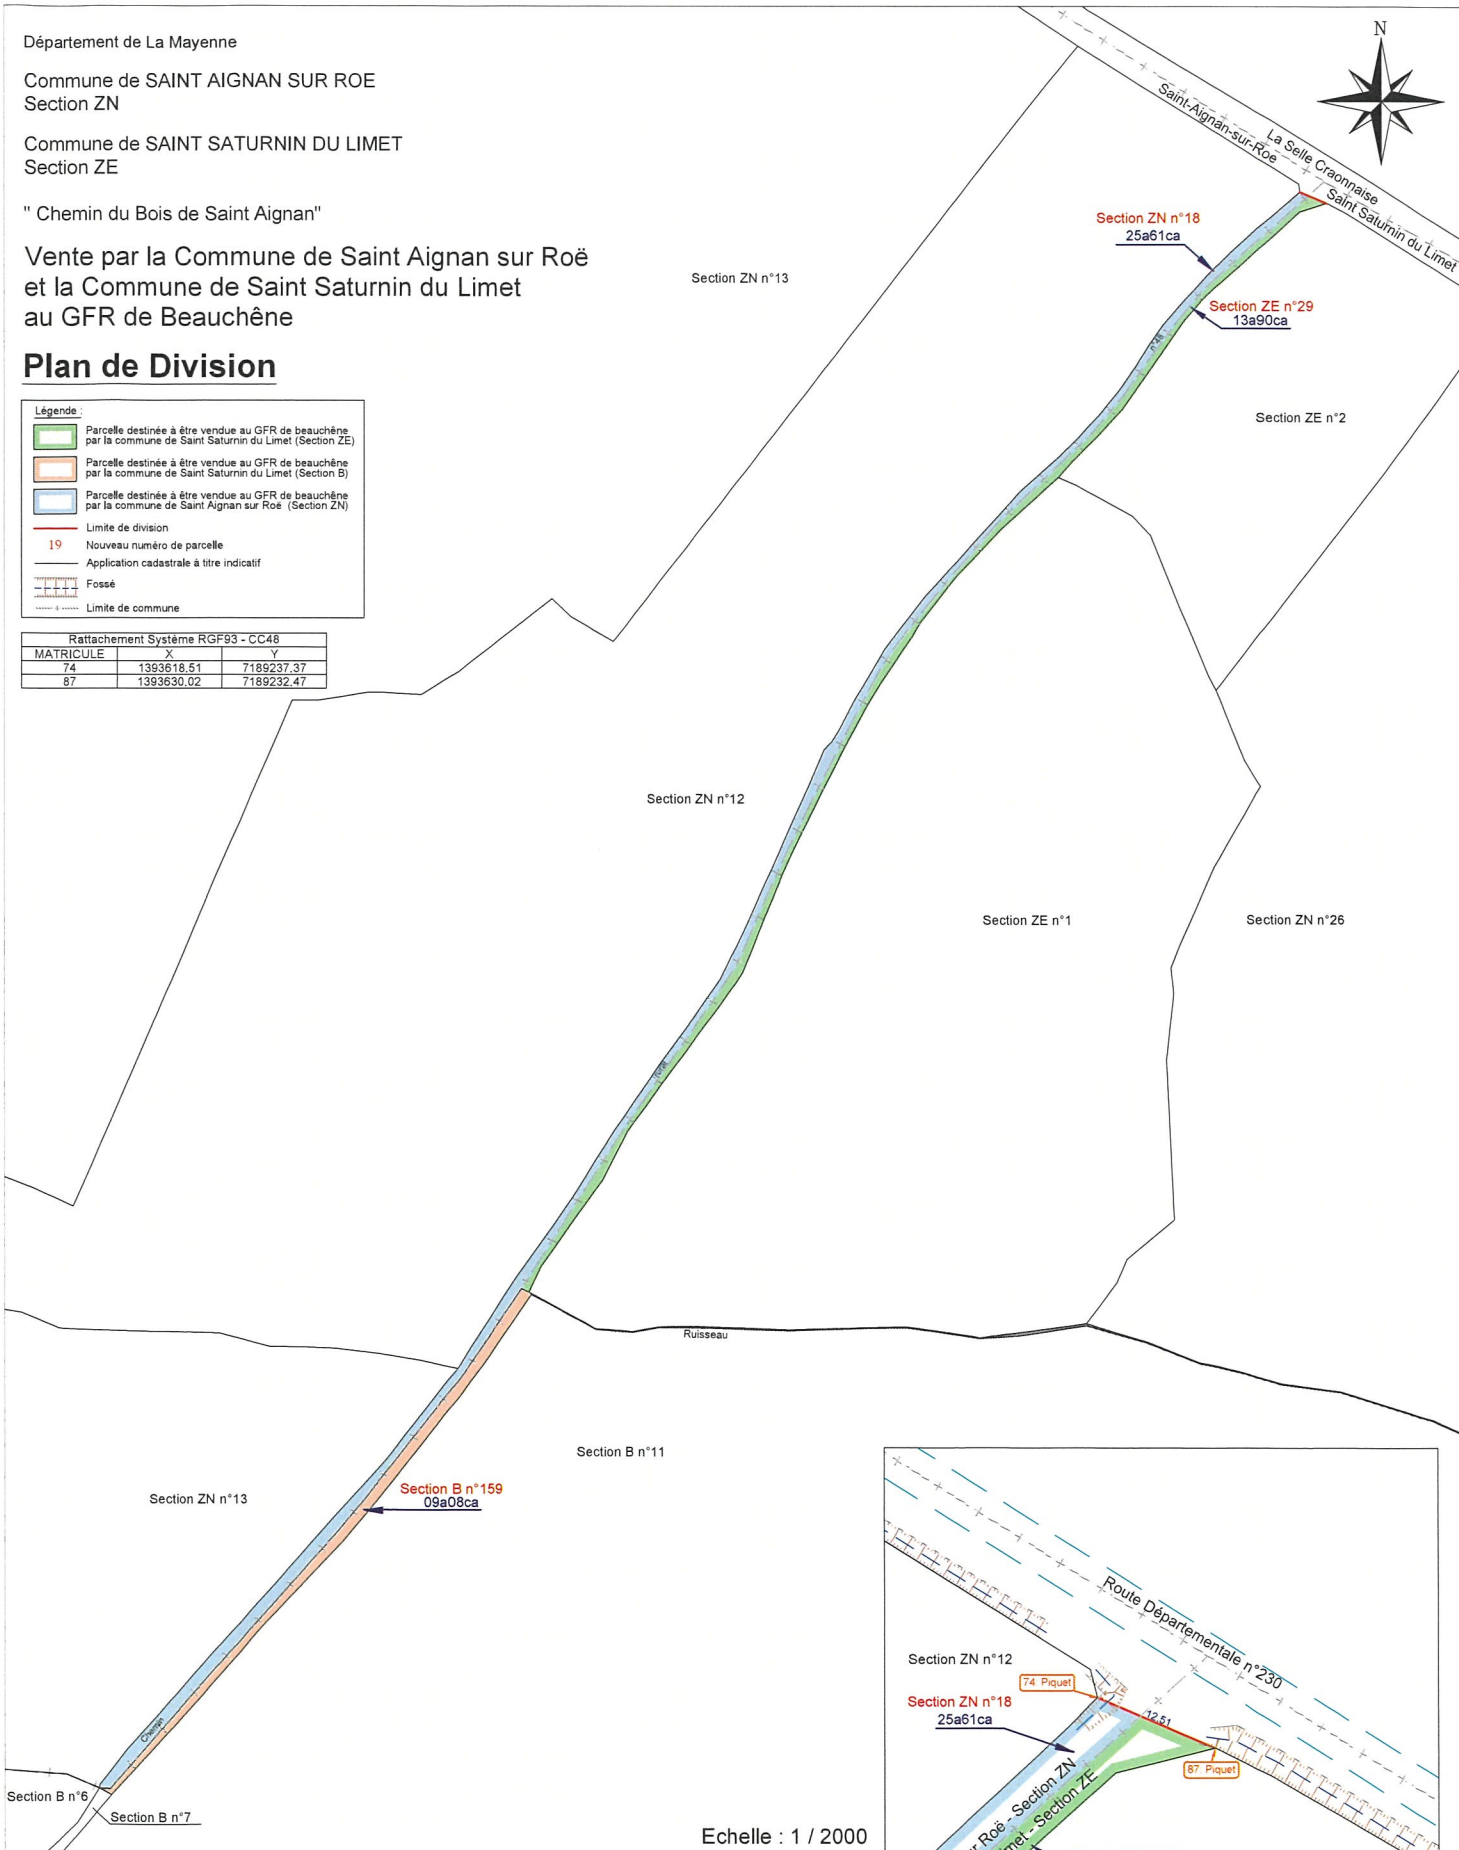 Département de La Mayenne
Commune de SAINT AIGNAN SUR ROE
Section ZN
Commune de SAINT SATURNIN DU LIMET
Section ZE
" Chemin du Bois de Saint Aignan"
Vente par la Commune de Saint Aignan sur Roë
et la Commune de Saint Saturnin du Limet
au GFR de Beauchêne
Plan de Division
Légende :
Parcelle destinée à être vendue au GFR de beauchêne
par la commune de Saint Saturnin du Limet (Section ZE)
Parcelle destinée à être vendue au GFR de beauchêne
par la commune de Saint Saturnin du Limet (Section B)
Parcelle destinée à être vendue au GFR de beauchêne
par la commune de Saint Aignan sur Roë (Section ZN)
Limite de division
19 Nouveau numéro de parcelle
Application cadastrale à titre indicatif
Fossé
Limite de commune
Rattachement Système RGF93 - CC48
MATRICULE X Y
74 1393618.51 7189237.37
87 1393630.02 7189232.47
N
Saint-Aignan-sur-Roe
La Selle Craonnaise
Saint Saturnin du Limet
Section ZN n°18
25a61ca
Section ZN n°13
Section ZE n°29
13a90ca
Section ZE n°2
Section ZN n°12
Section ZE n°1
Section ZN n°26
rural
Ruisseau
Section B n°11
Section B n°159
09a08ca
Section ZN n°13
Chemin
Section B n°6
Section B n°7
Echelle : 1 / 2000
Route Départementale n°230
Section ZN n°12
74: Piquet
Section ZN n°18
25a61ca
12.51
87: Piquet
Roë - Section ZN
- Section ZE